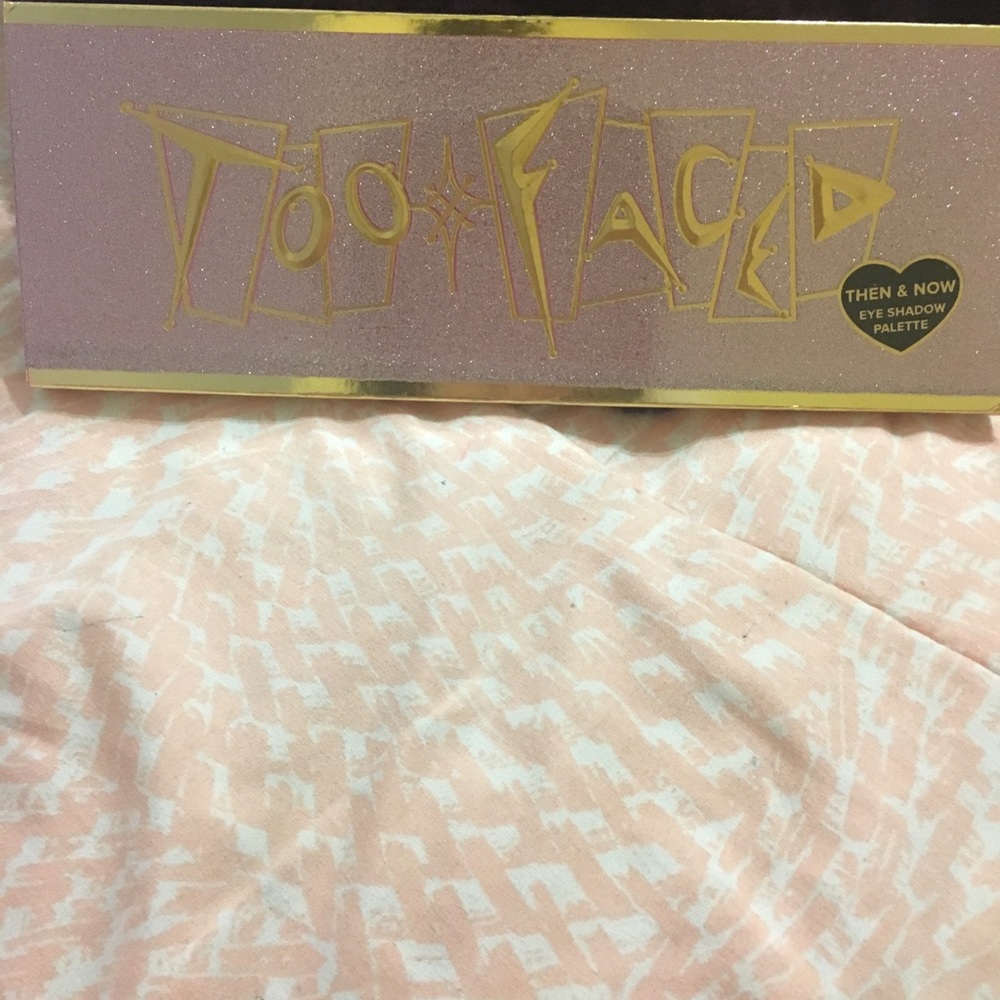 TOO FACED
THEN & NOW
EYE SHADOW
PALETTE